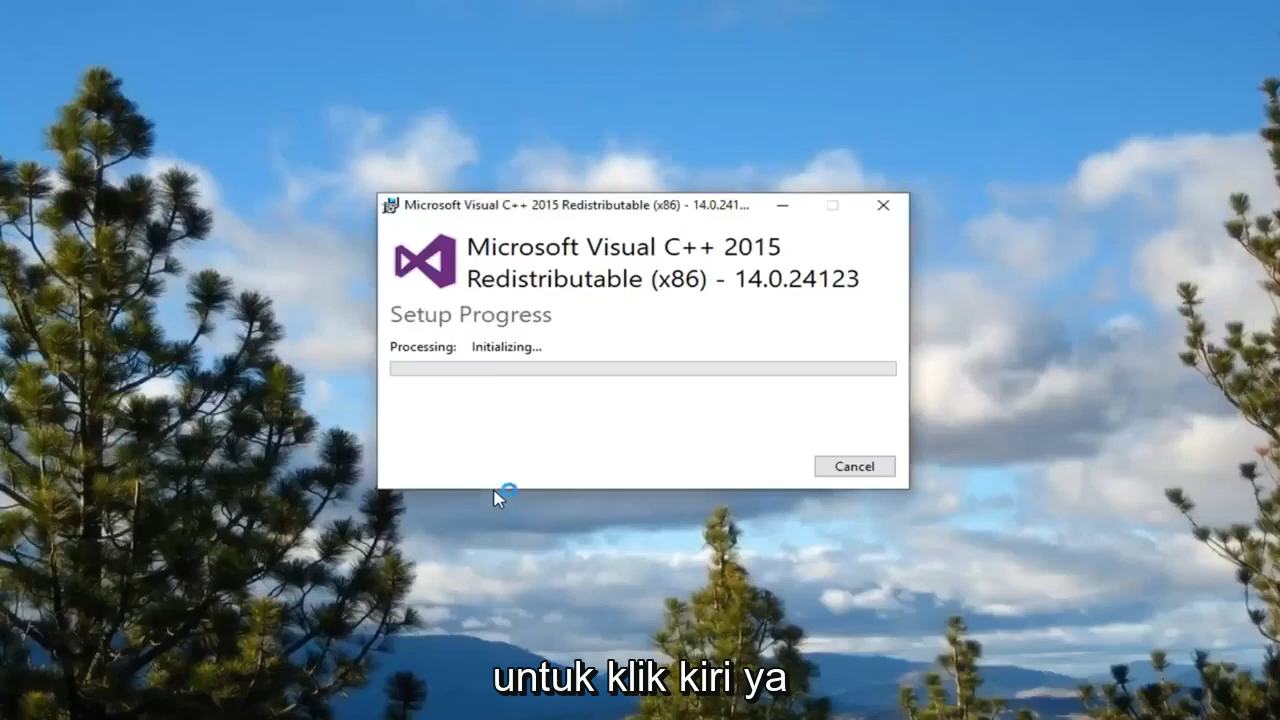 Microsoft Visual C++ 2015 Redistributable (x86) - 14.0.241...
Microsoft Visual C++ 2015
Redistributable (x86) - 14.0.24123
Setup Progress
Processing: Initializing...
Cancel
untuk klik kiri ya